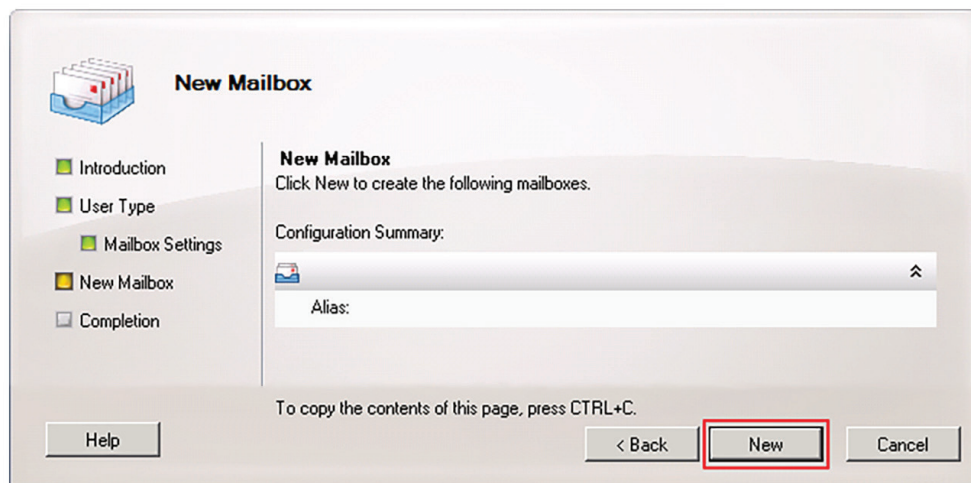 New Mailbox
Introduction
User Type
Mailbox Settings
New Mailbox
Completion
New Mailbox
Click New to create the following mailboxes.
Configuration Summary:
Alias:
To copy the contents of this page, press CTRL+C.
Help
< Back
New
Cancel